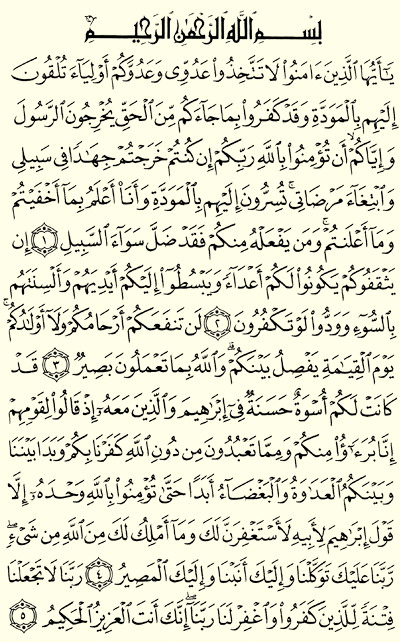 بِسْمِ ٱللَّهِ ٱلرَّحْمَٰنِ ٱلرَّحِيمِ
يَٰٓأَيُّهَا ٱلَّذِينَ ءَامَنُوا۟ لَا تَتَّخِذُوا۟ عَدُوِّى وَعَدُوَّكُمْ أَوْلِيَآءَ تُلْقُونَ
إِلَيْهِم بِٱلْمَوَدَّةِ وَقَدْ كَفَرُوا۟ بِمَا جَآءَكُم مِّنَ ٱلْحَقِّ يُخْرِجُونَ ٱلرَّسُولَ
وَإِيَّاكُمْ ۙ أَن تُؤْمِنُوا۟ بِٱللَّهِ رَبِّكُمْ إِن كُنتُمْ خَرَجْتُمْ جِهَٰدًا فِى سَبِيلِى
وَٱبْتِغَآءَ مَرْضَاتِى ۚ تُسِرُّونَ إِلَيْهِم بِٱلْمَوَدَّةِ وَأَنَا۠ أَعْلَمُ بِمَآ أَخْفَيْتُمْ
وَمَآ أَعْلَنتُمْ ۚ وَمَن يَفْعَلْهُ مِنكُمْ فَقَدْ ضَلَّ سَوَآءَ ٱلسَّبِيلِ ١ إِن
يَثْقَفُوكُمْ يَكُونُوا۟ لَكُمْ أَعْدَآءً وَيَبْسُطُوٓا۟ إِلَيْكُمْ أَيْدِيَهُمْ وَأَلْسِنَتَهُم
بِٱلسُّوٓءِ وَوَدُّوا۟ لَوْ تَكْفُرُونَ ٢ لَن تَنفَعَكُمْ أَرْحَامُكُمْ وَلَآ أَوْلَٰدُكُمْ ۚ
يَوْمَ ٱلْقِيَٰمَةِ يَفْصِلُ بَيْنَكُمْ ۚ وَٱللَّهُ بِمَا تَعْمَلُونَ بَصِيرٌ ٣ قَدْ
كَانَتْ لَكُمْ أُسْوَةٌ حَسَنَةٌ فِىٓ إِبْرَٰهِيمَ وَٱلَّذِينَ مَعَهُۥٓ إِذْ قَالُوا۟ لِقَوْمِهِمْ
إِنَّا بُرَءَٰٓؤُا۟ مِنكُمْ وَمِمَّا تَعْبُدُونَ مِن دُونِ ٱللَّهِ كَفَرْنَا بِكُمْ وَبَدَا بَيْنَنَا
وَبَيْنَكُمُ ٱلْعَدَٰوَةُ وَٱلْبَغْضَآءُ أَبَدًا حَتَّىٰ تُؤْمِنُوا۟ بِٱللَّهِ وَحْدَهُۥٓ إِلَّا
قَوْلَ إِبْرَٰهِيمَ لِأَبِيهِ لَأَسْتَغْفِرَنَّ لَكَ وَمَآ أَمْلِكُ لَكَ مِنَ ٱللَّهِ مِن شَىْءٍ ۖ
رَّبَّنَا عَلَيْكَ تَوَكَّلْنَا وَإِلَيْكَ أَنَبْنَا وَإِلَيْكَ ٱلْمَصِيرُ ٤ رَبَّنَا لَا تَجْعَلْنَا
فِتْنَةً لِّلَّذِينَ كَفَرُوا۟ وَٱغْفِرْ لَنَا رَبَّنَآ ۖ إِنَّكَ أَنتَ ٱلْعَزِيزُ ٱلْحَكِيمُ ٥